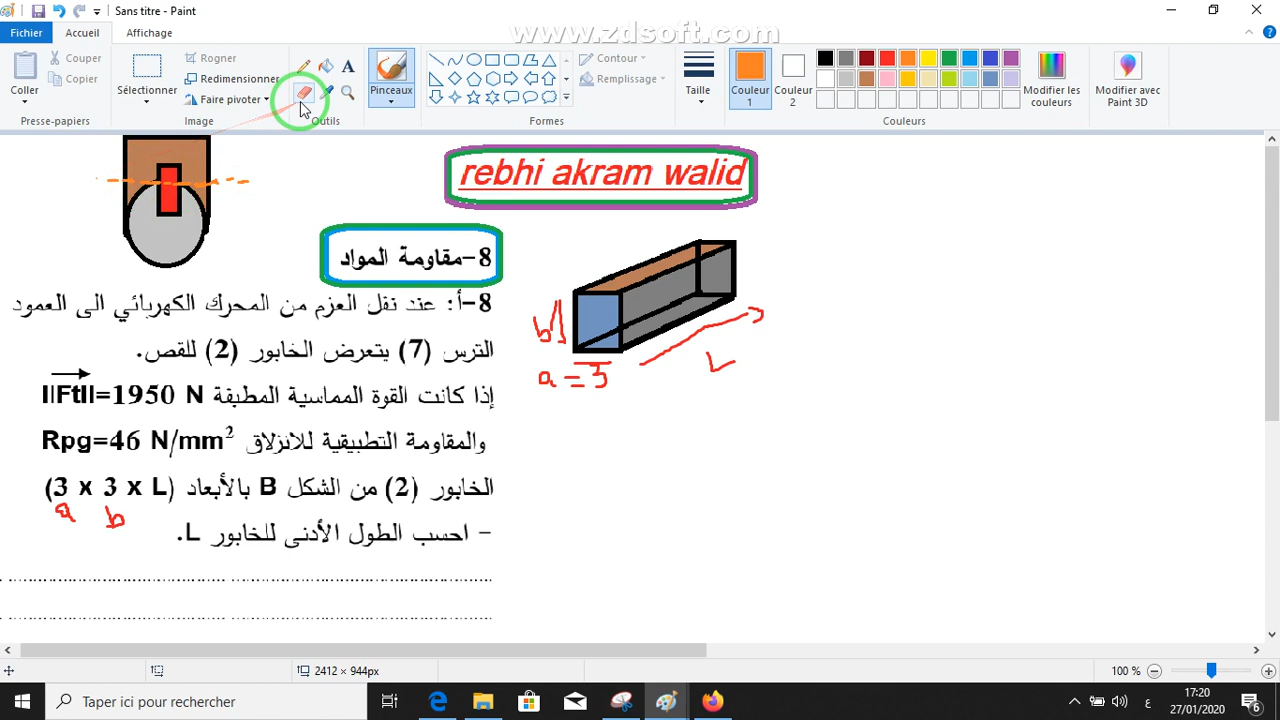 Sans titre - Paint
www.zdsoft.com
Fichier Accueil Affichage
Coller
Couper
Copier
Presse-papiers
Sélectionner
Rogner
Redimensionner
Faire pivoter
Image
A
Outils
Pinceaux
Contour
Remplissage
Formes
Taille
Couleur 1
Couleur 2
Modifier les couleurs
Modifier avec Paint 3D
Couleurs
rebhi akram walid
8-مقاومة المواد
8-أ: عند نقل العزم من المحرك الكهربائي الى العمود
الترس (7) يتعرض الخابور (2) للقص.
إذا كانت القوة المماسية المطبقة ||Ft||=1950 N
والمقاومة التطبيقية للانزلاق Rpg=46 N/mm²
الخابور (2) من الشكل B بالأبعاد (3 x 3 x L)
a b
- احسب الطول الأدنى للخابور L.
b
a = 3
L
2412 × 944px
100 %
Taper ici pour rechercher
ع
17:20
27/01/2020
6